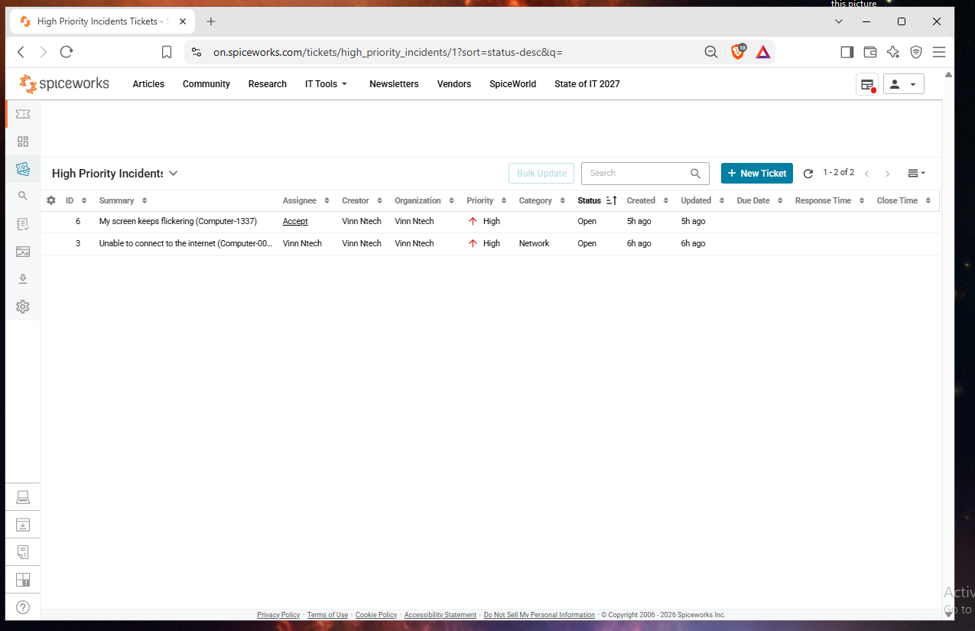 this picture
High Priority Incidents Tickets -
on.spiceworks.com/tickets/high_priority_incidents/1?sort=status-desc&q=
spiceworks
Articles Community Research IT Tools Newsletters Vendors SpiceWorld State of IT 2027
High Priority Incidents Bulk Update Search + New Ticket 1 - 2 of 2
ID Summary Assignee Creator Organization Priority Category Status Created Updated Due Date Response Time Close Time
6 My screen keeps flickering (Computer-1337) Accept Vinn Ntech Vinn Ntech High Open 5h ago 5h ago
3 Unable to connect to the internet (Computer-00... Vinn Ntech Vinn Ntech Vinn Ntech High Network Open 6h ago 6h ago
Activ
Go to
Privacy Policy · Terms of Use · Cookie Policy · Accessibility Statement · Do Not Sell My Personal Information · © Copyright 2006 - 2026 Spiceworks Inc.